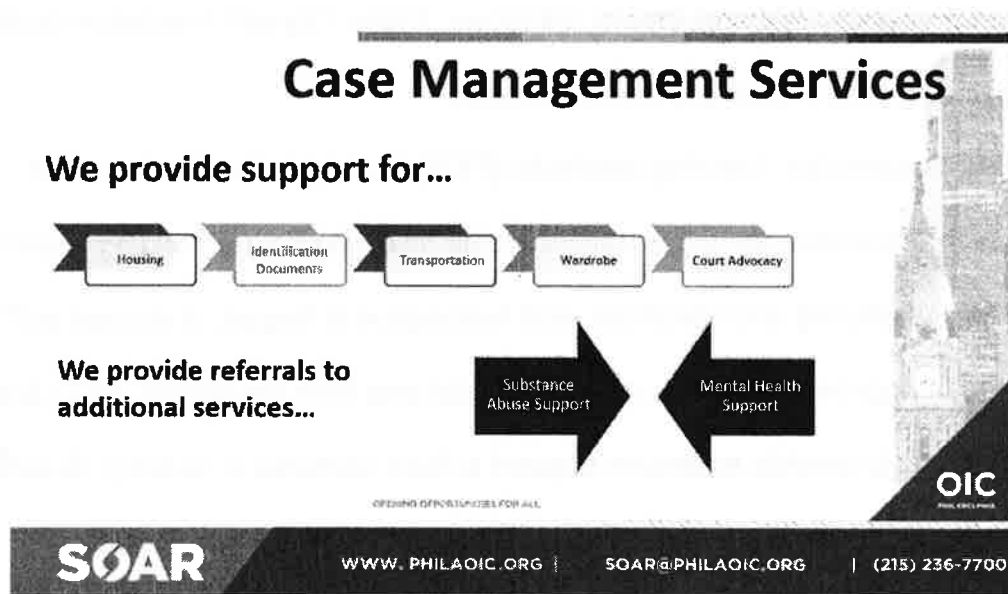 Case Management Services
We provide support for...
Housing
Identification
Documents
Transportation
Wardrobe
Court Advocacy
We provide referrals to
additional services...
Substance
Abuse Support
Mental Health
Support
OPENING OPPORTUNITIES FOR ALL
OIC
PHILADELPHIA
SOAR
WWW. PHILAOIC.ORG |
SOAR@PHILAOIC.ORG
| (215) 236-7700